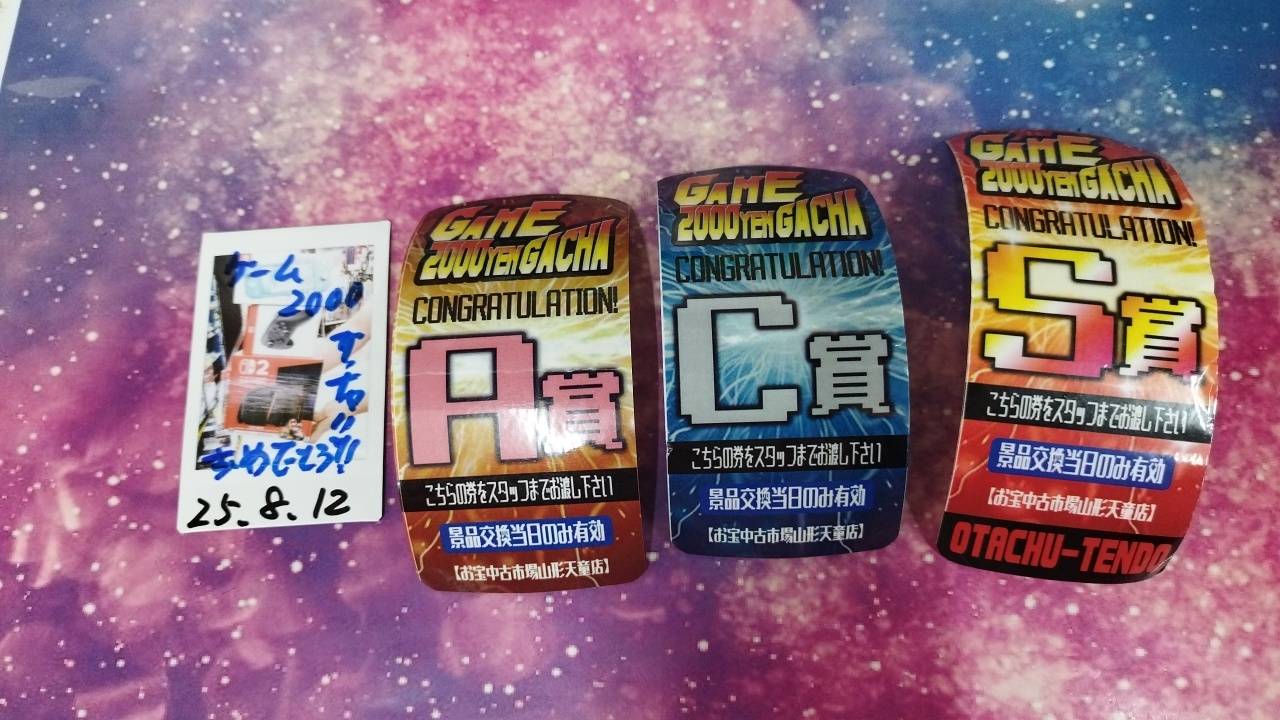 ゲーム
2000
ガチャ!!
おめでとう!!
2
25.8.12
GAME
2000YEN GACHA
CONGRATULATION!
A賞
こちらの券をスタッフまでお渡し下さい
景品交換当日のみ有効
【お宝中古市場山形天童店】
GAME
2000YEN GACHA
CONGRATULATION!
C賞
こちらの券をスタッフまでお渡し下さい
景品交換当日のみ有効
【お宝中古市場山形天童店】
GAME
2000YEN GACHA
CONGRATULATION!
S賞
こちらの券をスタッフまでお渡し下さい
景品交換当日のみ有効
【お宝中古市場山形天童店】
OTACHU-TENDO